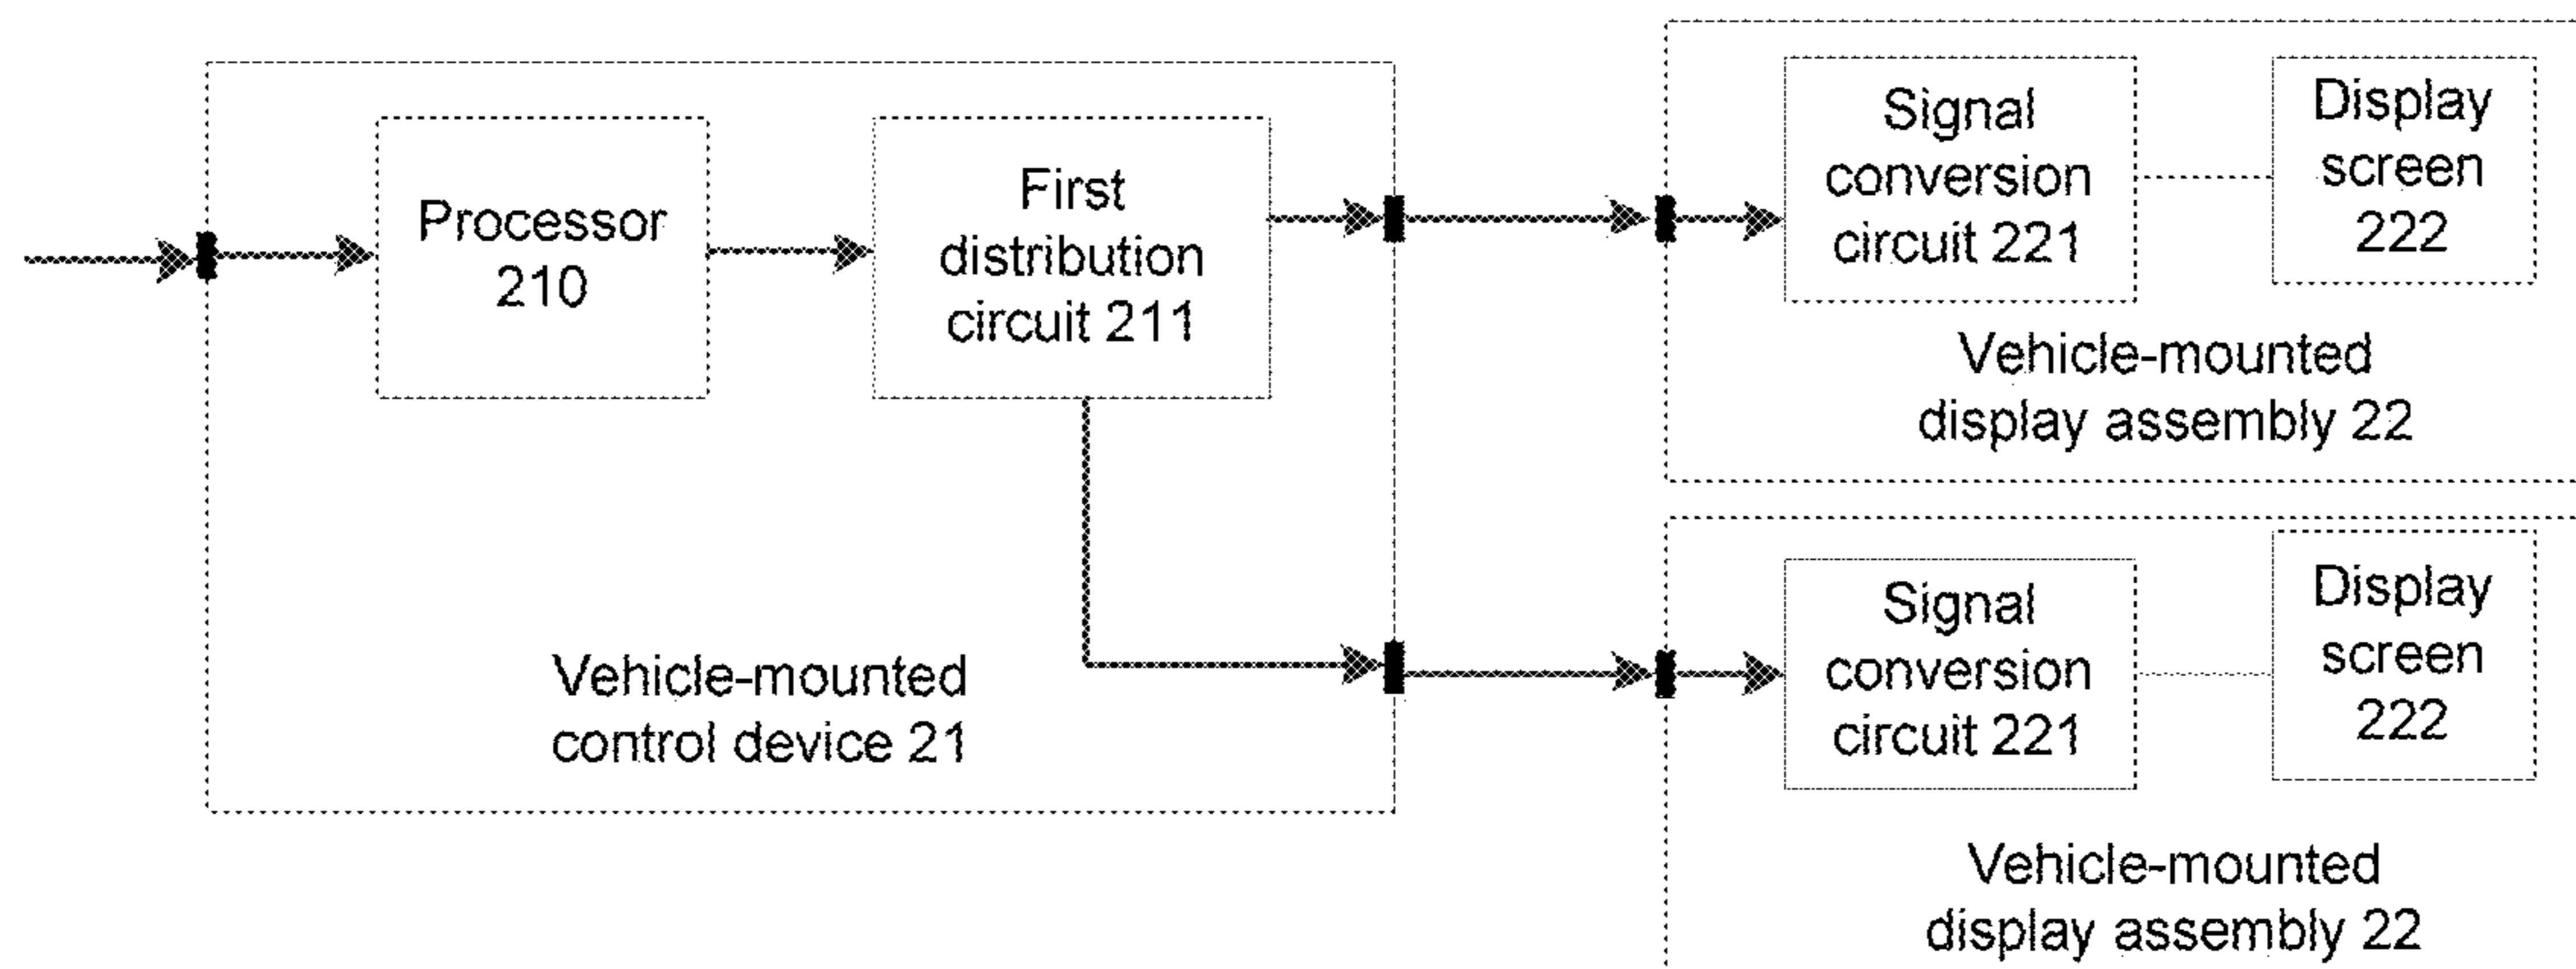 Processor
210
First
distribution
circuit 211
Vehicle-mounted
control device 21
Signal
conversion
circuit 221
Display
screen
222
Vehicle-mounted
display assembly 22
Signal
conversion
circuit 221
Display
screen
222
Vehicle-mounted
display assembly 22